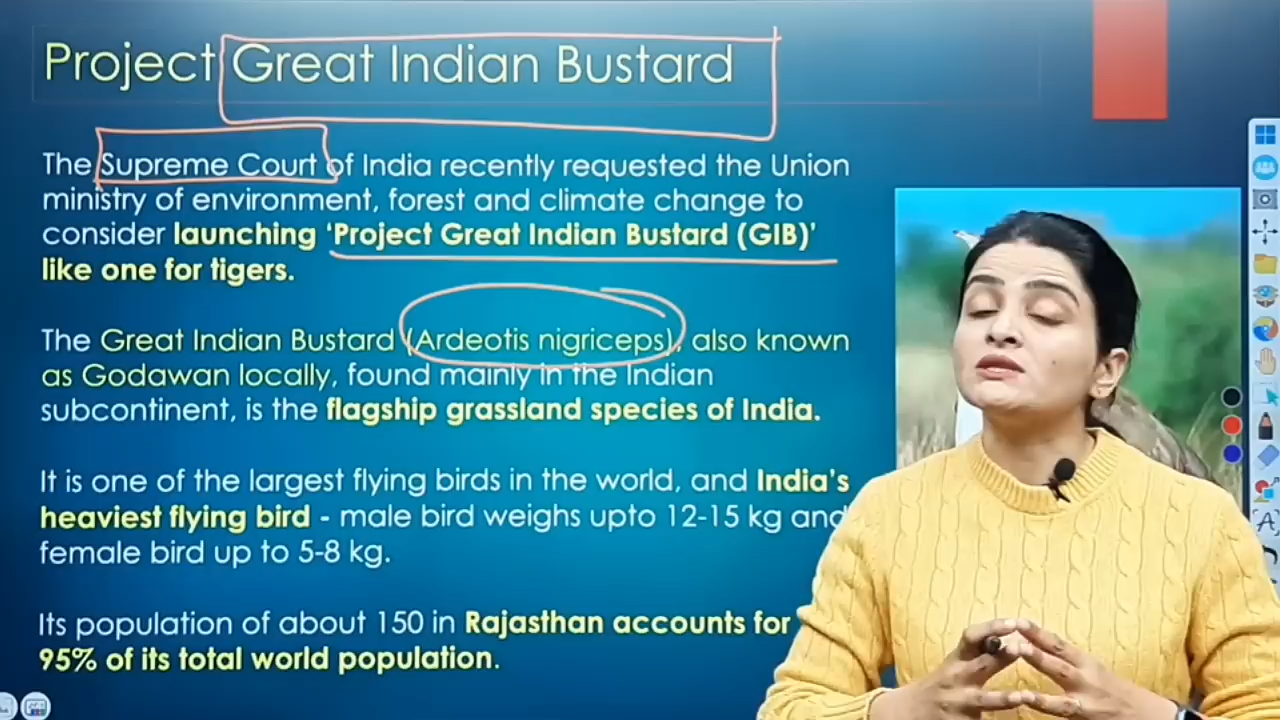 Project Great Indian Bustard
The Supreme Court of India recently requested the Union
ministry of environment, forest and climate change to
consider launching ‘Project Great Indian Bustard (GIB)’
like one for tigers.
The Great Indian Bustard (Ardeotis nigriceps), also known
as Godawan locally, found mainly in the Indian
subcontinent, is the flagship grassland species of India.
It is one of the largest flying birds in the world, and India’s
heaviest flying bird - male bird weighs upto 12-15 kg and
female bird up to 5-8 kg.
Its population of about 150 in Rajasthan accounts for
95% of its total world population.